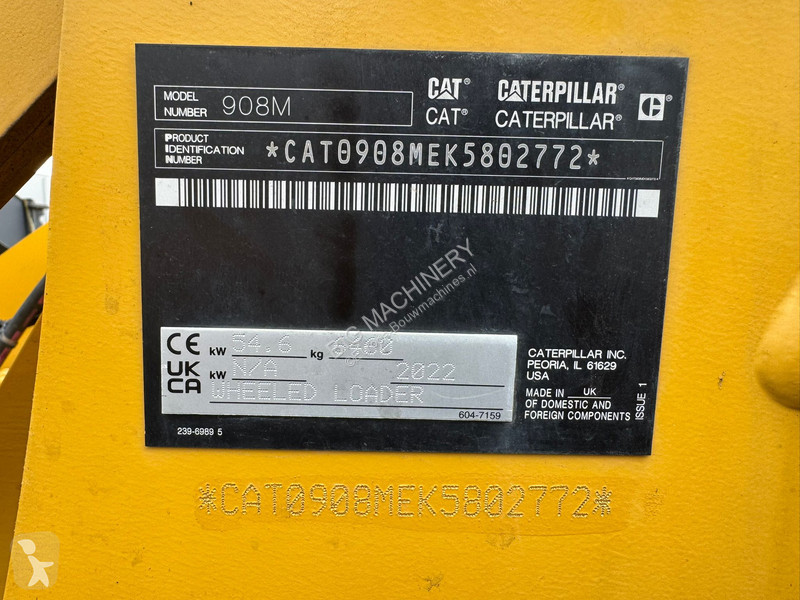 CAT® CATERPILLAR®
MODEL NUMBER 908M
CAT® CATERPILLAR®
PRODUCT IDENTIFICATION NUMBER *CAT0908MEK5802772*
MACHINERY
Bouwmachines.nl
CE kW 54.6 kg 6400
UK CA kW N/A 2022
WHEELED LOADER
604-7159
239-6989 5
CATERPILLAR INC.
PEORIA, IL 61629
USA
MADE IN UK
OF DOMESTIC AND
FOREIGN COMPONENTS
ISSUE 1
*CAT0908MEK5802772*